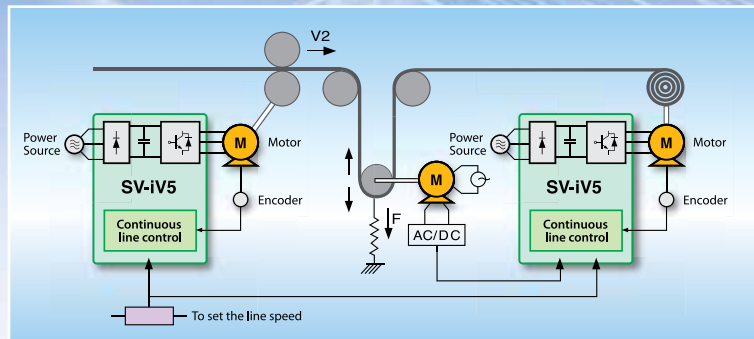 V2
Power
Source
M
Motor
SV-iV5
Encoder
Continuous
line control
To set the line speed
M
F
AC/DC
Power
Source
M
Motor
SV-iV5
Encoder
Continuous
line control